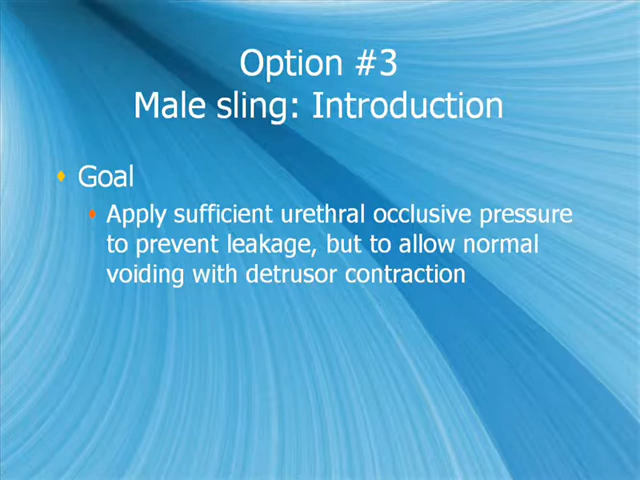 Option #3
Male sling: Introduction
Goal
Apply sufficient urethral occlusive pressure
to prevent leakage, but to allow normal
voiding with detrusor contraction